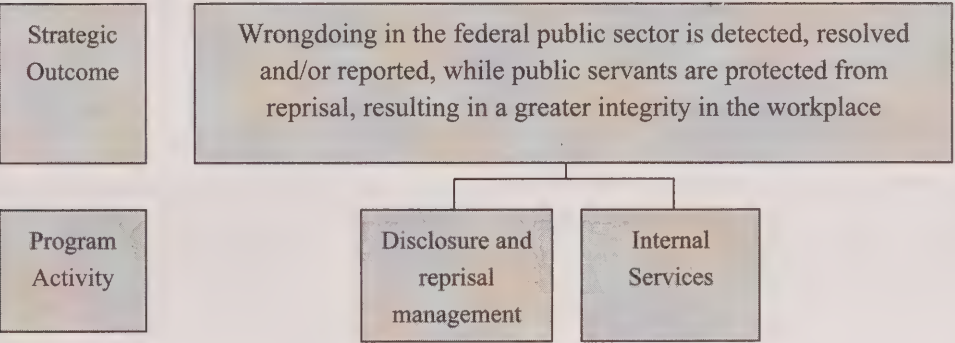 Strategic
Outcome
Wrongdoing in the federal public sector is detected, resolved
and/or reported, while public servants are protected from
reprisal, resulting in a greater integrity in the workplace
Program
Activity
Disclosure and
reprisal
management
Internal
Services